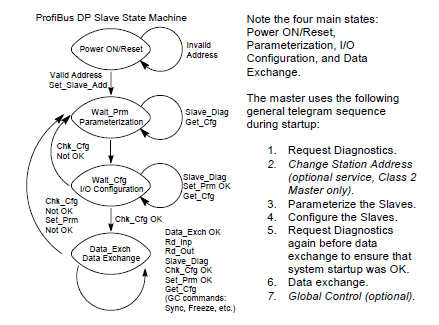 ProfiBus DP Slave State Machine
Power ON/Reset
Invalid
Address
Valid Address
Set_Slave_Add
Wait_Prm
Parameterization
Slave_Diag
Get_Cfg
Chk_Cfg
Not OK
Wait_Cfg
I/O Configuration
Slave_Diag
Set_Prm OK
Get_Cfg
Chk_Cfg
Not OK
Set_Prm
Not OK
Chk_Cfg OK
Data_Exch
Data Exchange
Data_Exch OK
Rd_Inp
Rd_Out
Slave_Diag
Chk_Cfg OK
Set_Prm OK
Get_Cfg
(GC commands:
Sync, Freeze, etc.)
Note the four main states:
Power ON/Reset,
Parameterization, I/O
Configuration, and Data
Exchange.
The master uses the following
general telegram sequence
during startup:
1. Request Diagnostics.
2. Change Station Address
(optional service, Class 2
Master only).
3. Parameterize the Slaves.
4. Configure the Slaves.
5. Request Diagnostics
again before data
exchange to ensure that
system startup was OK.
6. Data exchange.
7. Global Control (optional).